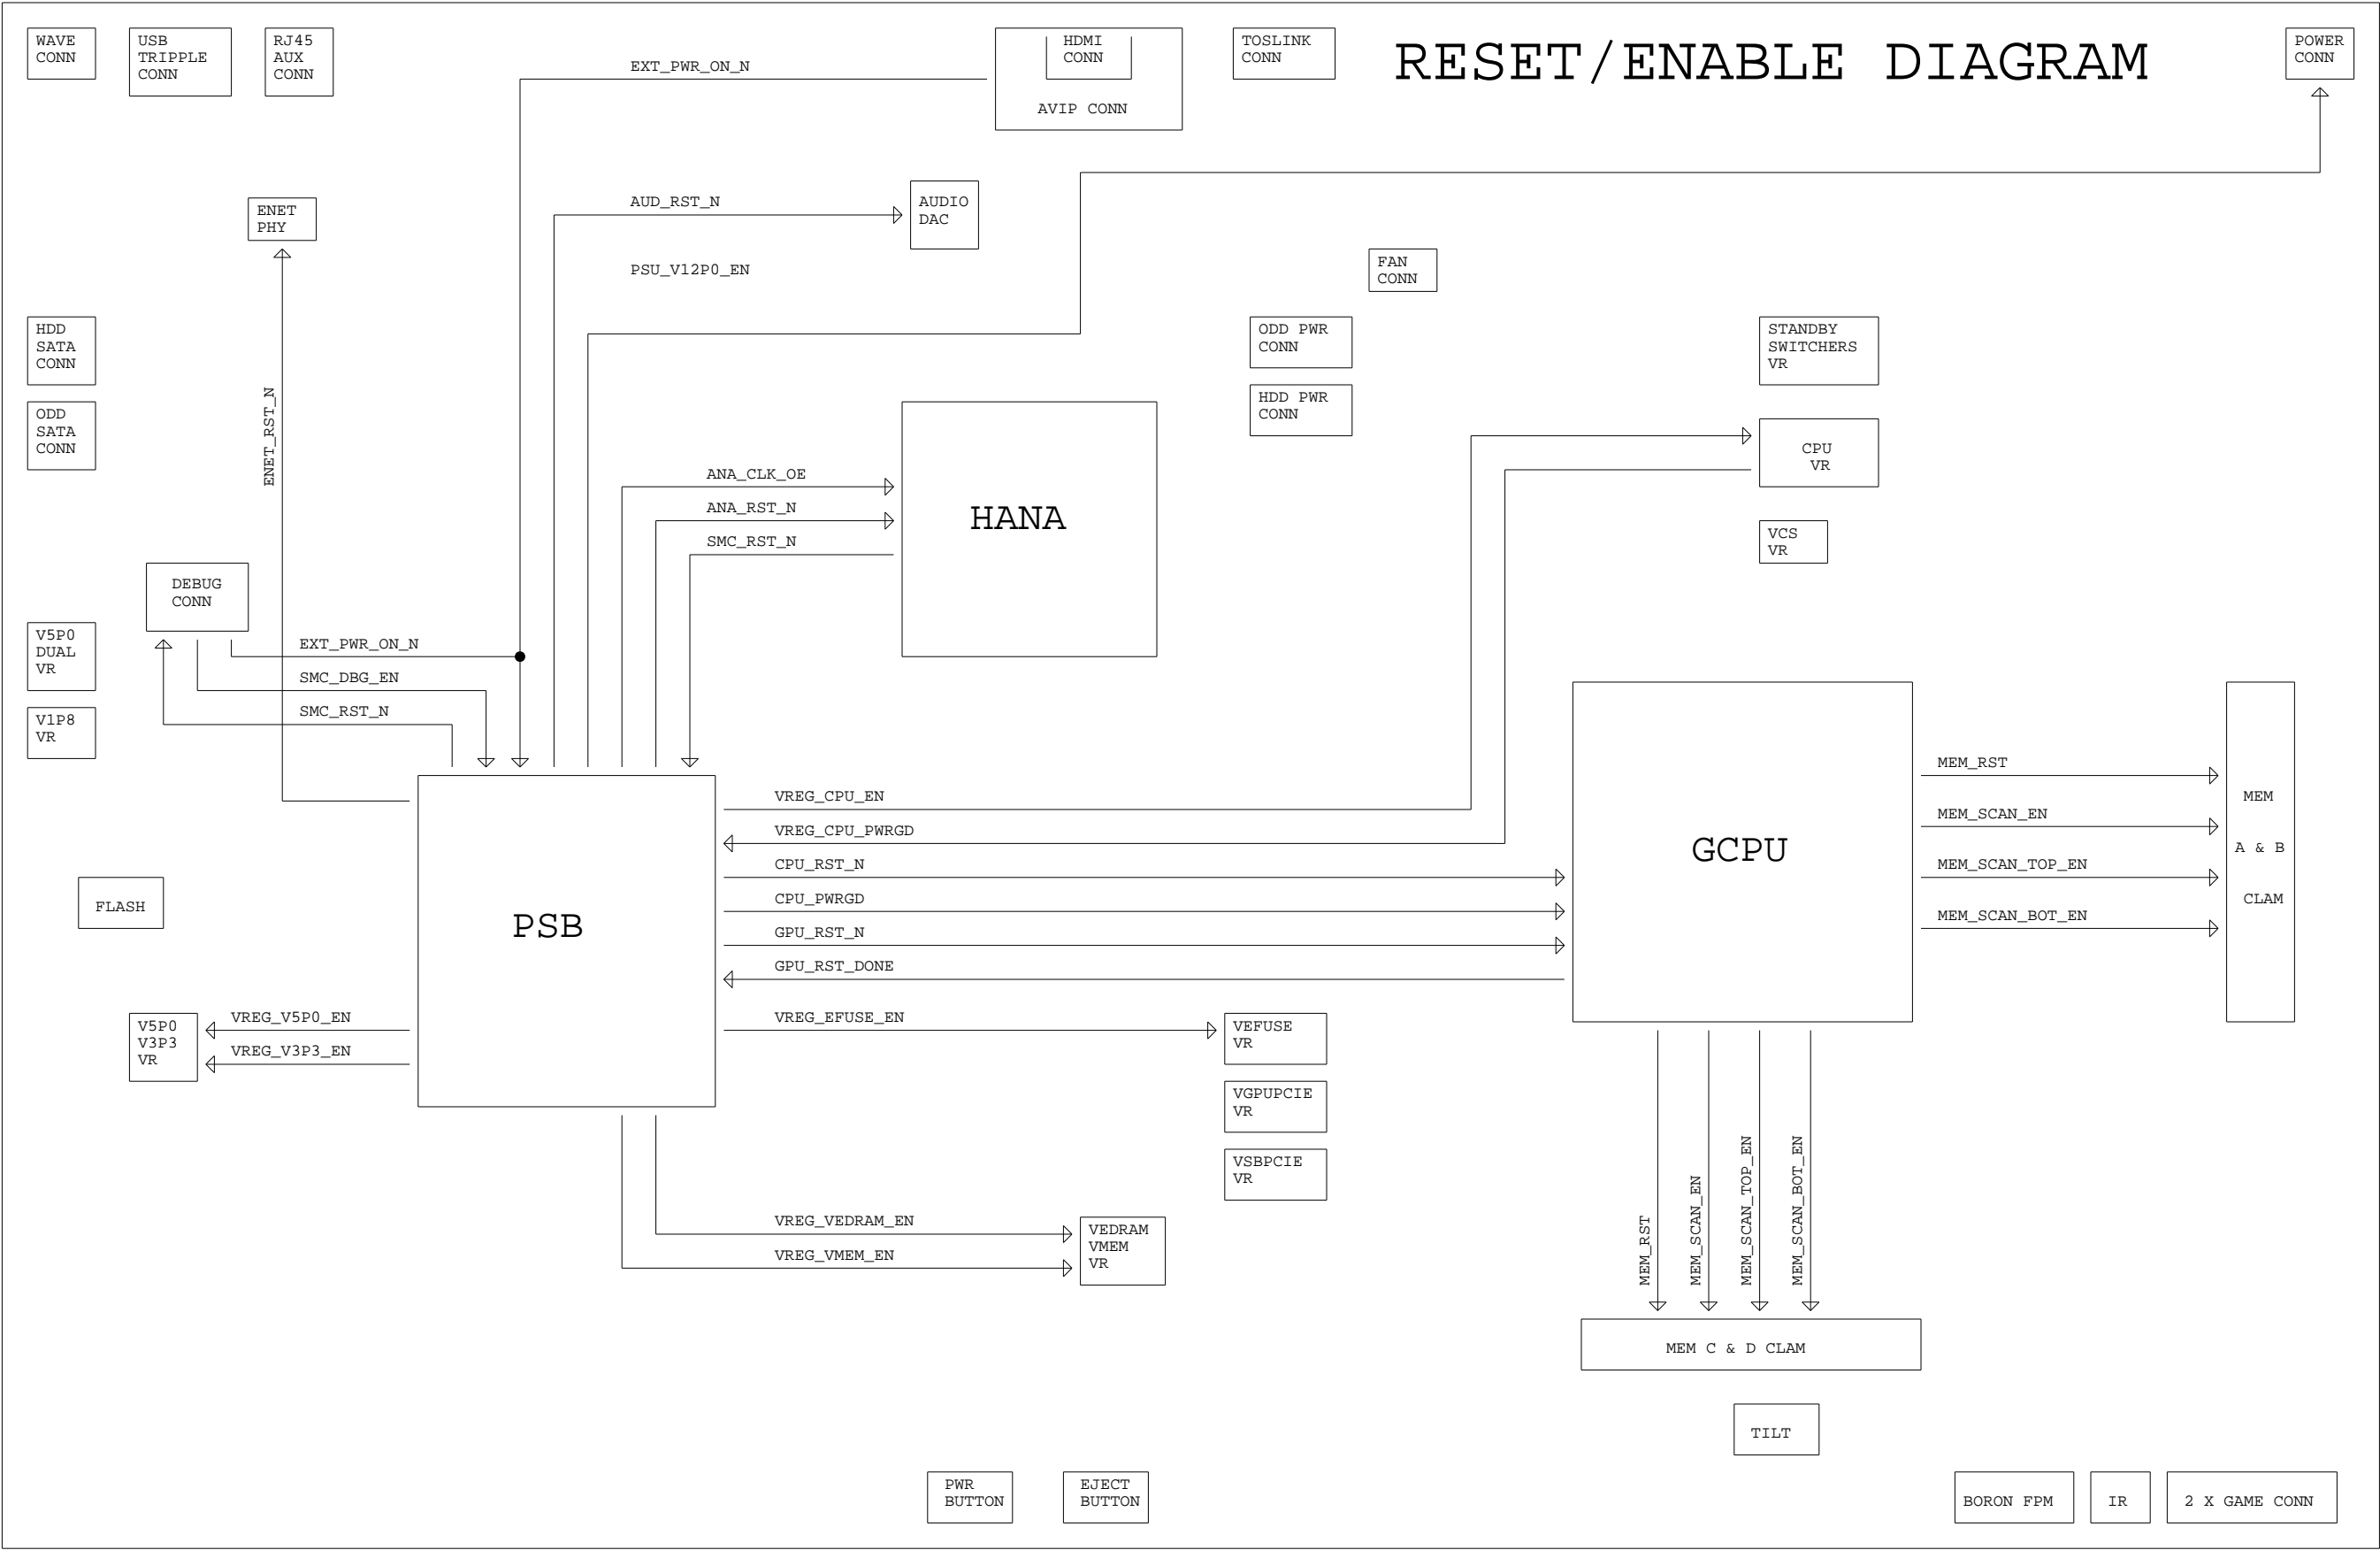 RESET/ENABLE DIAGRAM
WAVE
CONN
USB
TRIPPLE
CONN
RJ45
AUX
CONN
EXT_PWR_ON_N
HDMI
CONN
AVIP CONN
TOSLINK
CONN
POWER
CONN
ENET
PHY
AUD_RST_N
AUDIO
DAC
PSU_V12P0_EN
FAN
CONN
HDD
SATA
CONN
ODD PWR
CONN
STANDBY
SWITCHERS
VR
ODD
SATA
CONN
ENET_RST_N
HDD PWR
CONN
CPU
VR
ANA_CLK_OE
ANA_RST_N
SMC_RST_N
HANA
VCS
VR
DEBUG
CONN
V5P0
DUAL
VR
EXT_PWR_ON_N
SMC_DBG_EN
SMC_RST_N
V1P8
VR
VREG_CPU_EN
VREG_CPU_PWRGD
CPU_RST_N
CPU_PWRGD
GPU_RST_N
GPU_RST_DONE
PSB
GCPU
MEM_RST
MEM_SCAN_EN
MEM_SCAN_TOP_EN
MEM_SCAN_BOT_EN
MEM
A & B
CLAM
FLASH
V5P0
V3P3
VR
VREG_V5P0_EN
VREG_V3P3_EN
VREG_EFUSE_EN
VEFUSE
VR
VGPUPCIE
VR
VSBPCIE
VR
VREG_VEDRAM_EN
VREG_VMEM_EN
VEDRAM
VMEM
VR
MEM_RST
MEM_SCAN_EN
MEM_SCAN_TOP_EN
MEM_SCAN_BOT_EN
MEM C & D CLAM
TILT
PWR
BUTTON
EJECT
BUTTON
BORON FPM
IR
2 X GAME CONN